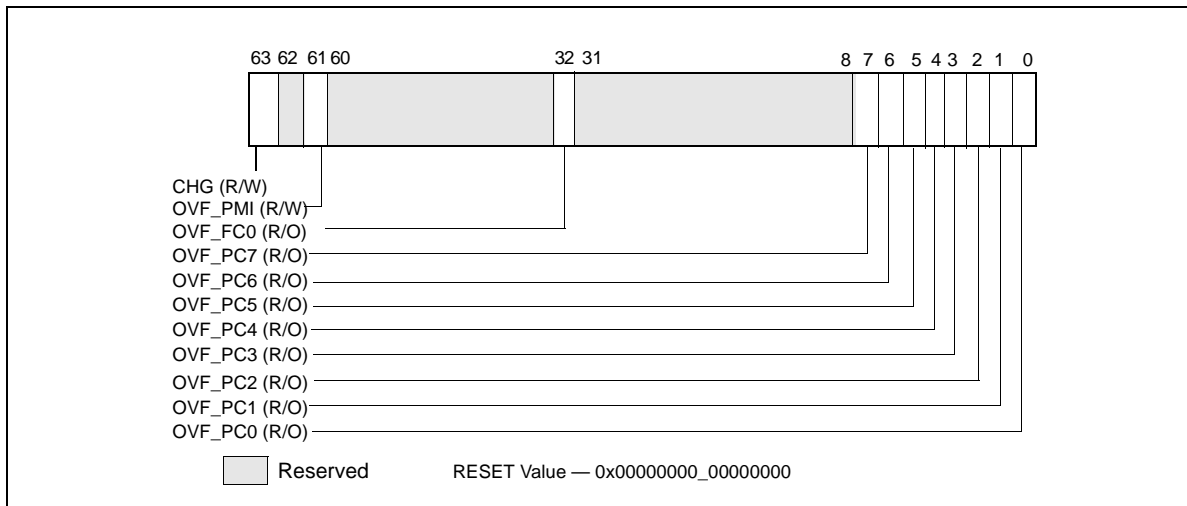 63 62 61 60 32 31 8 7 6 5 4 3 2 1 0
CHG (R/W)
OVF_PMI (R/W)
OVF_FC0 (R/O)
OVF_PC7 (R/O)
OVF_PC6 (R/O)
OVF_PC5 (R/O)
OVF_PC4 (R/O)
OVF_PC3 (R/O)
OVF_PC2 (R/O)
OVF_PC1 (R/O)
OVF_PC0 (R/O)
Reserved RESET Value — 0x00000000_00000000